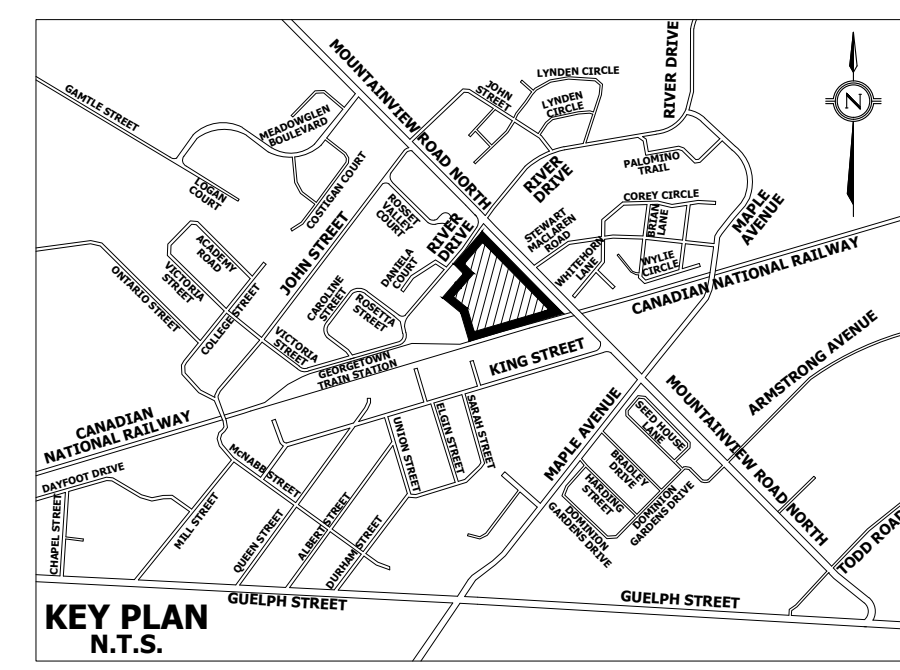 GAMTLE STREET
MEADOWGLEN
BOULEVARD
LOGAN
COURT
COSTIGAN COURT
MOUNTAINVIEW ROAD NORTH
JOHN
STREET
LYNDEN CIRCLE
LYNDEN
CIRCLE
RIVER DRIVE
N
RIVER
DRIVE
PALOMINO
TRAIL
COREY CIRCLE
BRIAN
LANE
MAPLE
AVENUE
STEWART
MACLAREN
ROAD
WHITEHORN
LANE
WYLIE
CIRCLE
CANADIAN NATIONAL RAILWAY
ROSSET
VALLEY
COURT
RIVER
DRIVE
DANIELA
COURT
JOHN STREET
ACADEMY
ROAD
VICTORIA
STREET
ONTARIO STREET
COLLEGE STREET
CAROLINE
STREET
ROSETTA
STREET
VICTORIA
STREET
GEORGETOWN
TRAIN STATION
KING STREET
CANADIAN
NATIONAL RAILWAY
ARMSTRONG AVENUE
MOUNTAINVIEW ROAD NORTH
MAPLE AVENUE
SEED HOUSE
LANE
BRADLEY
DRIVE
HARDING
STREET
DOMINION
GARDENS DRIVE
DOMINION
GARDENS DRIVE
UNION STREET
ELGIN STREET
SARAH STREET
McNABB STREET
DAYFOOT DRIVE
CHAPEL STREET
MILL STREET
QUEEN STREET
ALBERT STREET
DURHAM STREET
TODD ROAD
GUELPH STREET
GUELPH STREET
KEY PLAN
N.T.S.